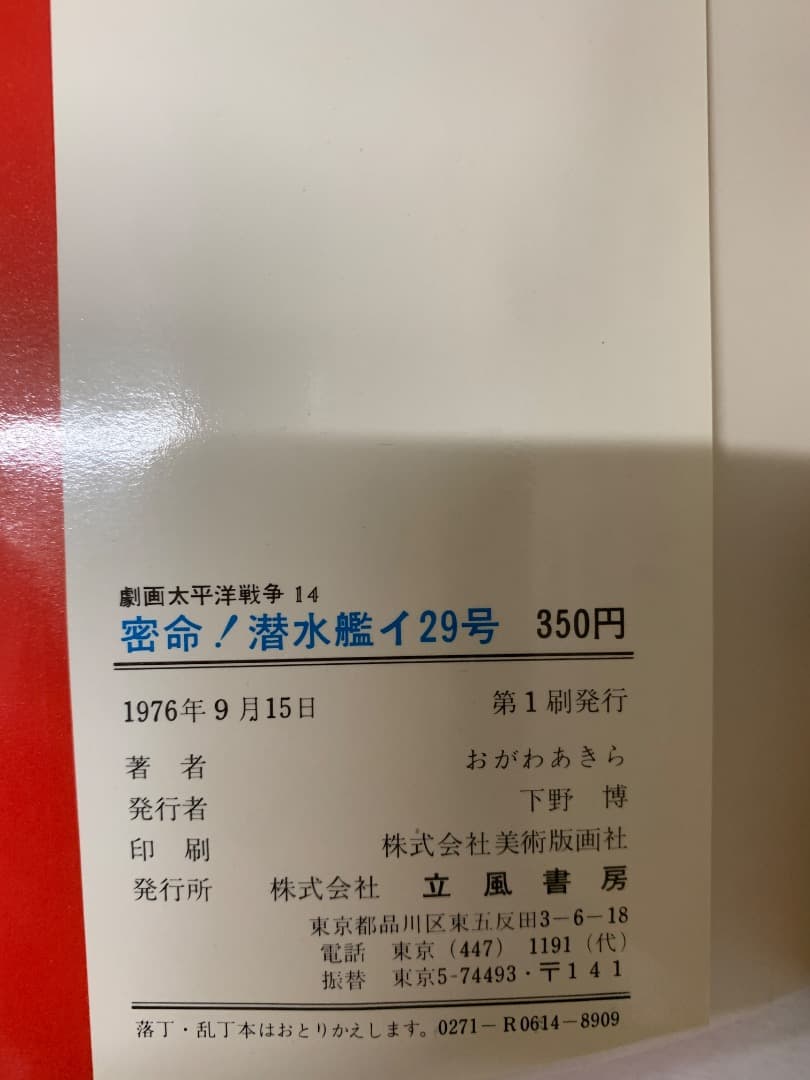 劇画太平洋戦争 14
密命！潜水艦イ29号 350円
1976年9月15日 第1刷発行
著者 おがわあきら
発行者 下野 博
印刷 株式会社美術版画社
発行所 株式会社 立風書房
東京都品川区東五反田3-6-18
電話 東京 (447) 1191 (代)
振替 東京5-74493・〒141
落丁・乱丁本はおとりかえします。0271-R0614-8909